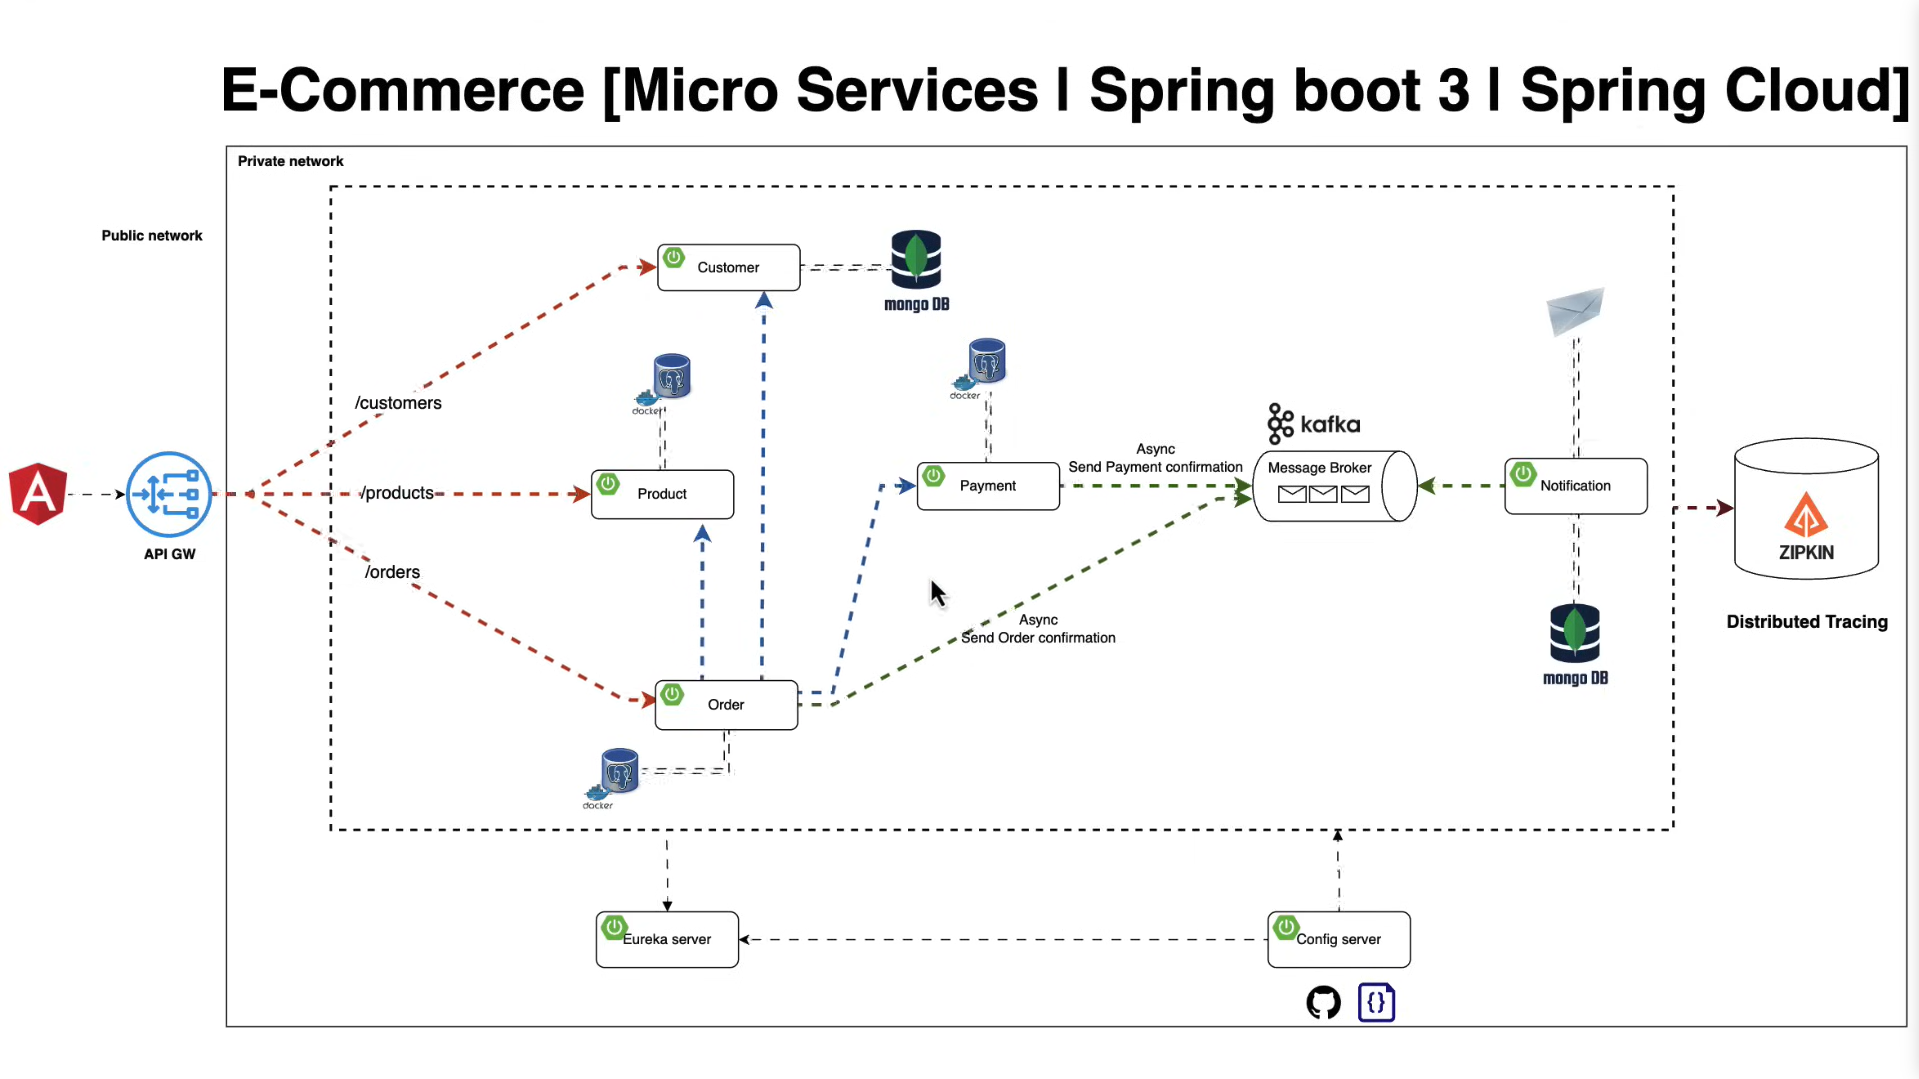 E-Commerce [Micro Services | Spring boot 3 | Spring Cloud]
Private network
Public network
Customer
mongo DB
docker
docker
/customers
kafka
Async
Send Payment confirmation
Message Broker
/products
Product
Payment
Notification
API GW
ZIPKIN
/orders
Async
Send Order confirmation
Distributed Tracing
mongo DB
Order
docker
Eureka server
Config server